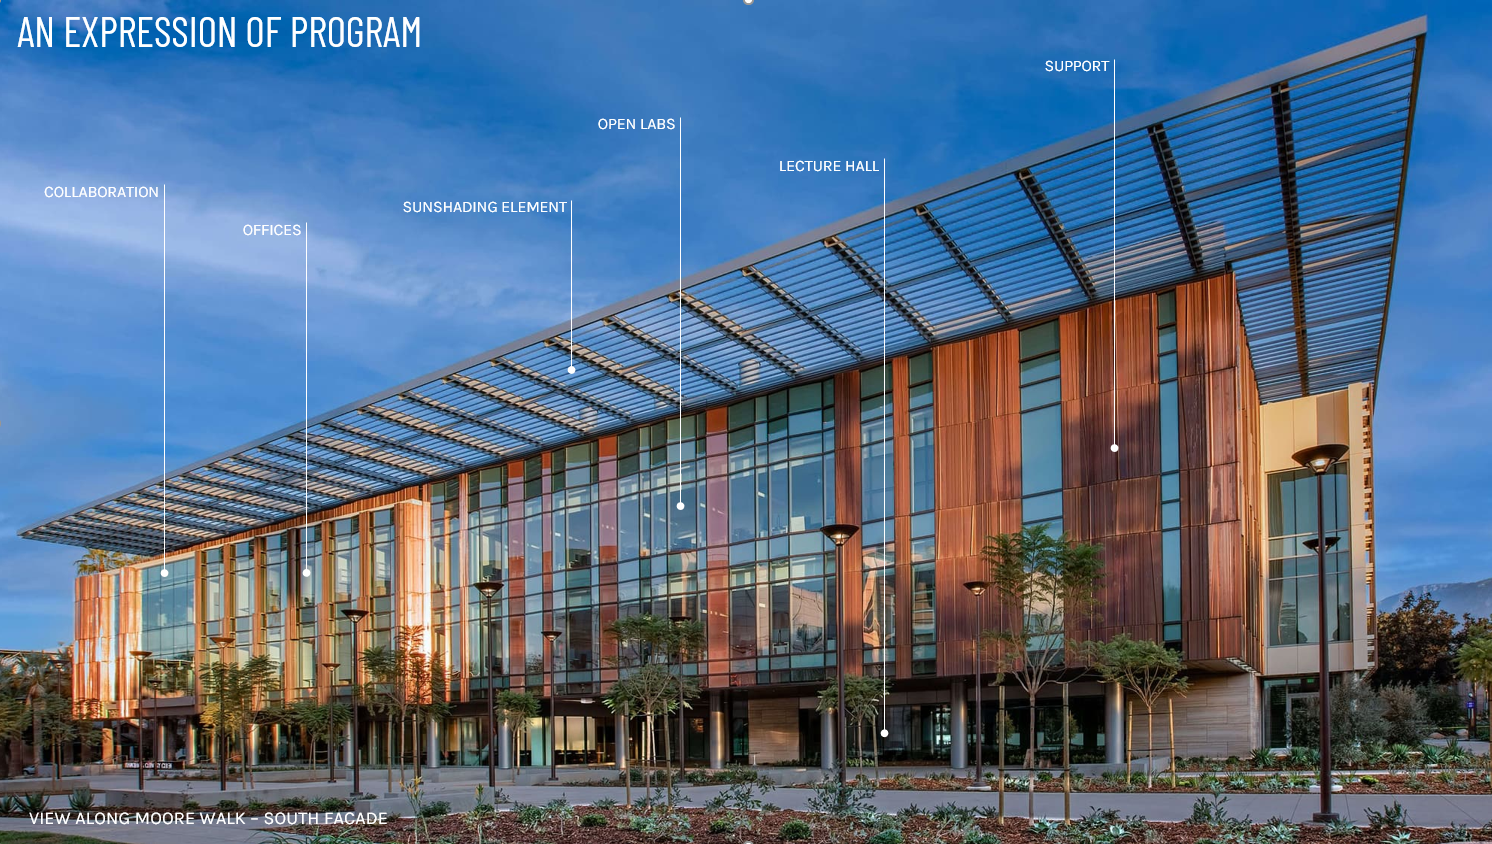 AN EXPRESSION OF PROGRAM
SUPPORT
OPEN LABS
LECTURE HALL
COLLABORATION
SUNSHADING ELEMENT
OFFICES
VIEW ALONG MOORE WALK – SOUTH FACADE